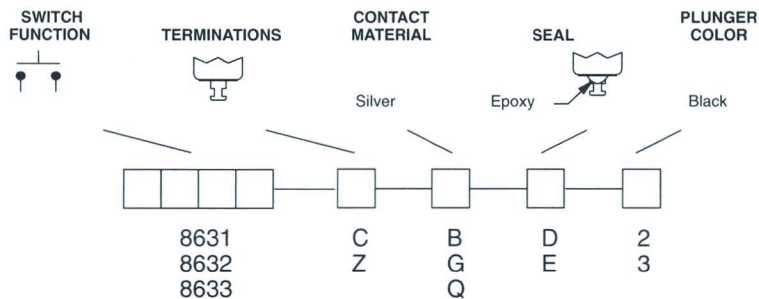 SWITCH FUNCTION
TERMINATIONS
CONTACT MATERIAL
SEAL
PLUNGER COLOR
Silver
Epoxy
Black
8631 C B D 2
8632 Z G E 3
8633 Q